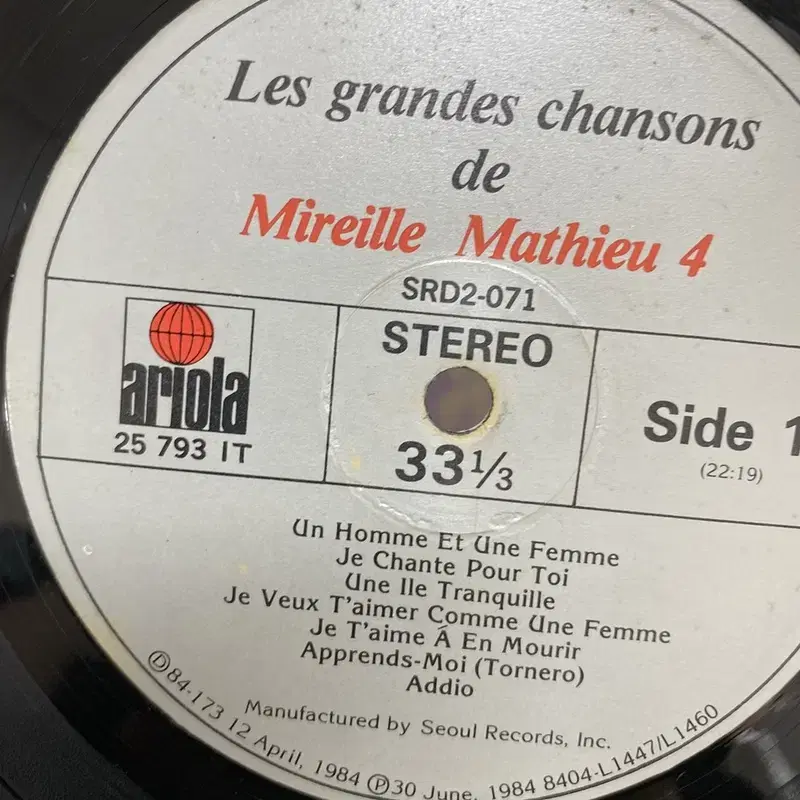 Les grandes chansons
de
Mireille Mathieu 4
SRD2-071
ariola
25 793 IT
STEREO
33⅓
Side 1
(22:19)
Un Homme Et Une Femme
Je Chante Pour Toi
Une Ile Tranquille
Je Veux T'aimer Comme Une Femme
Je T'aime Á En Mourir
Apprends-Moi (Tornero)
Addio
Manufactured by Seoul Records, Inc.
Ⓓ84-173 12 April, 1984 Ⓟ30 June, 1984 8404-L1447/L1460